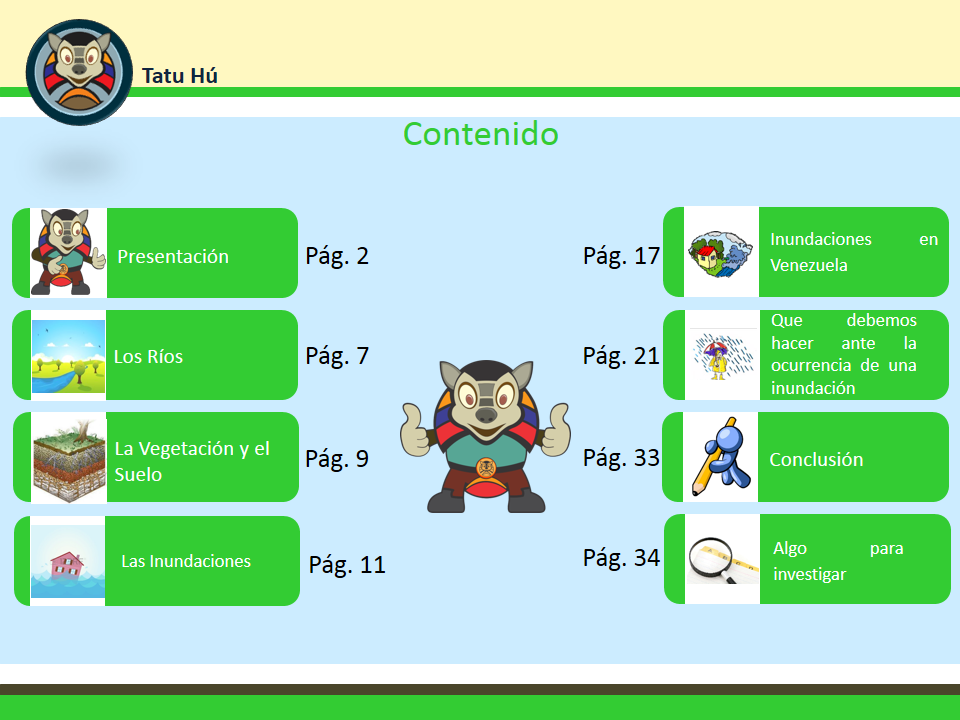 Tatu Hú
Contenido
Presentación
Pág. 2
Los Ríos
Pág. 7
La Vegetación y el
Suelo
Pág. 9
Las Inundaciones
Pág. 11
Pág. 17
Inundaciones en
Venezuela
Pág. 21
Que debemos
hacer ante la
ocurrencia de una
inundación
Pág. 33
Conclusión
Pág. 34
Algo para
investigar